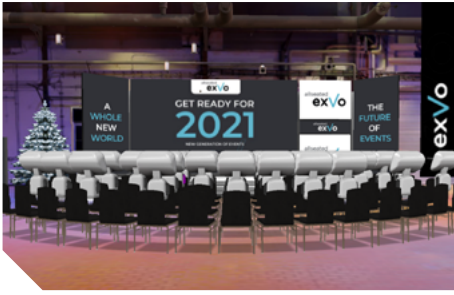 A
WHOLE
NEW
WORLD
allseated
exVo
GET READY FOR
2021
NEW GENERATION OF EVENTS
allseated
exVo
exVo
allseated
THE
FUTURE
OF
EVENTS
exVo